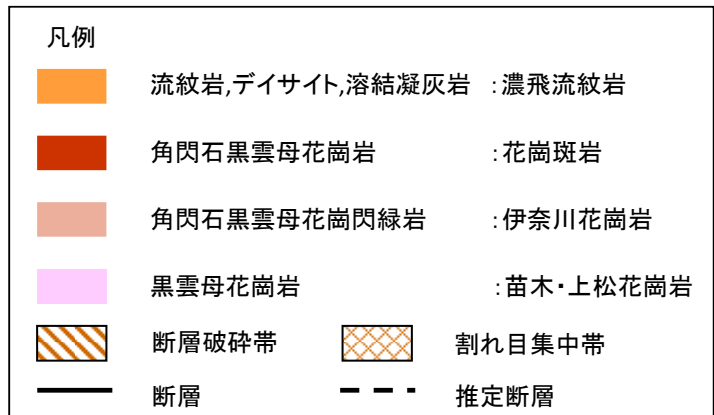 凡例
流紋岩,デイサイト,溶結凝灰岩 :濃飛流紋岩
角閃石黒雲母花崗岩 :花崗斑岩
角閃石黒雲母花崗閃緑岩 :伊奈川花崗岩
黒雲母花崗岩 :苗木・上松花崗岩
断層破砕帯 割れ目集中帯
断層 推定断層